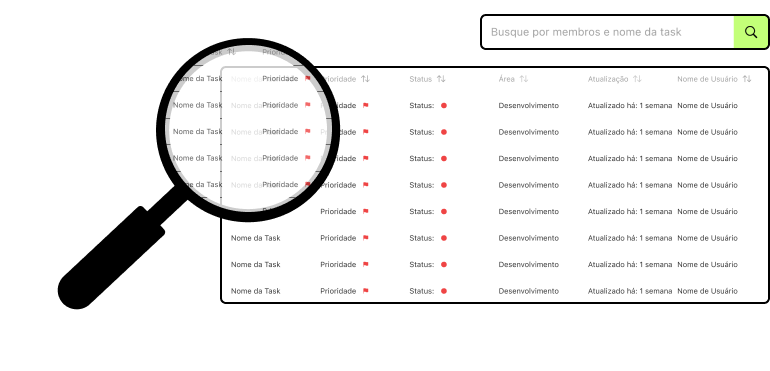 Busque por membros e nome da task
Prioridade Status Área Atualização Nome de Usuário
Nome da Task Prioridade Prioridade Status: Desenvolvimento Atualizado há: 1 semana Nome de Usuário
Nome da Task Prioridade Prioridade Status: Desenvolvimento Atualizado há: 1 semana Nome de Usuário
Nome da Task Prioridade Prioridade Status: Desenvolvimento Atualizado há: 1 semana Nome de Usuário
Nome da Task Prioridade Prioridade Status: Desenvolvimento Atualizado há: 1 semana Nome de Usuário
Prioridade Status: Desenvolvimento Atualizado há: 1 semana Nome de Usuário
Nome da Task Prioridade Status: Desenvolvimento Atualizado há: 1 semana Nome de Usuário
Nome da Task Prioridade Status: Desenvolvimento Atualizado há: 1 semana Nome de Usuário
Nome da Task Prioridade Status: Desenvolvimento Atualizado há: 1 semana Nome de Usuário